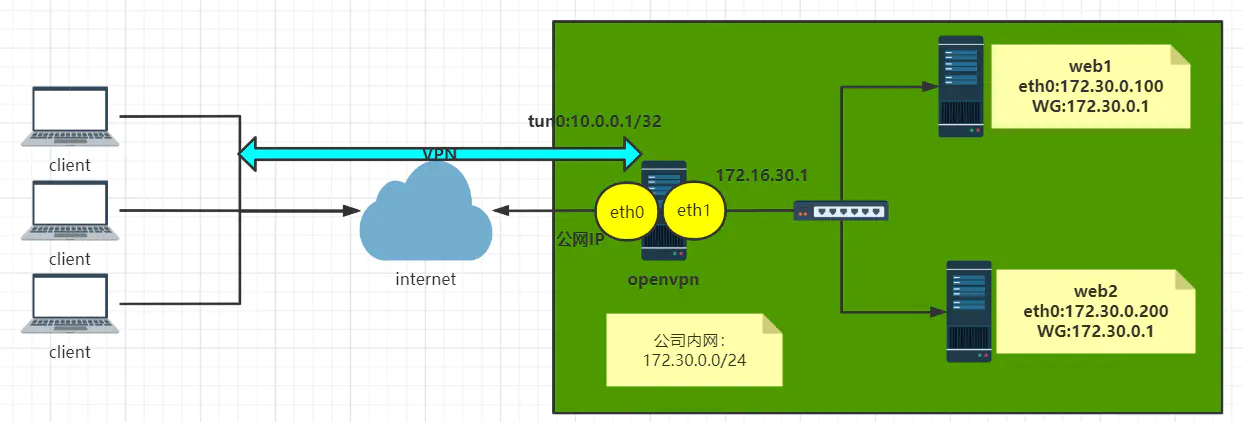 client
client
client
VPN
internet
tun0:10.0.0.1/32
eth0
eth1
公网IP
172.16.30.1
openvpn
公司内网：
172.30.0.0/24
web1
eth0:172.30.0.100
WG:172.30.0.1
web2
eth0:172.30.0.200
WG:172.30.0.1